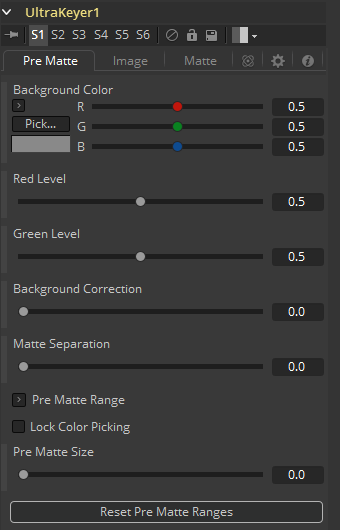 UltraKeyer1
S1 S2 S3 S4 S5 S6
Pre Matte Image Matte
Background Color
R 0.5
Pick... G 0.5
B 0.5
Red Level
0.5
Green Level
0.5
Background Correction
0.0
Matte Separation
0.0
Pre Matte Range
Lock Color Picking
Pre Matte Size
0.0
Reset Pre Matte Ranges